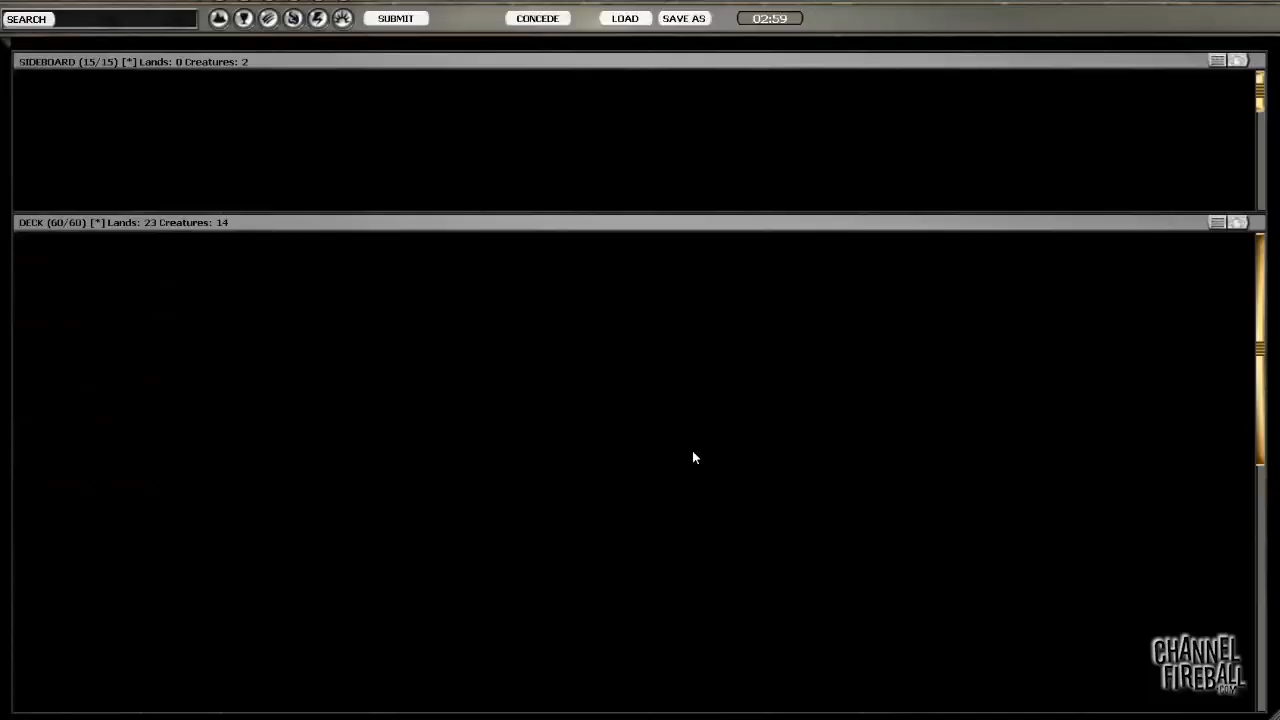 SEARCH SUBMIT CONCEDE LOAD SAVE AS 02:59
SIDEBOARD (15/15) [*] Lands: 0 Creatures: 2
DECK (60/60) [*] Lands: 23 Creatures: 14
CHANNEL
FIREBALL
.COM